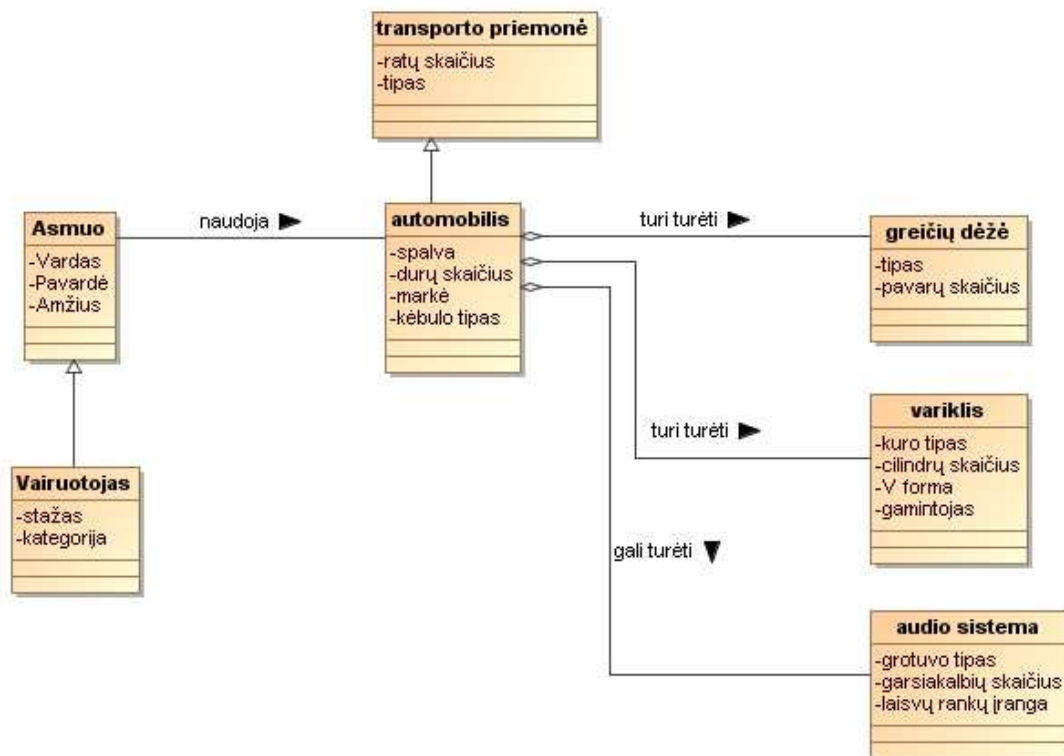 transporto priemonė
-ratų skaičius
-tipas
Asmuo
-Vardas
-Pavardė
-Amžius
naudoja
automobilis
-spalva
-durų skaičius
-markė
-kėbulo tipas
turi turėti
greičių dėžė
-tipas
-pavarų skaičius
turi turėti
variklis
-kuro tipas
-cilindrų skaičius
-V forma
-gamintojas
Vairuotojas
-stažas
-kategorija
gali turėti
audio sistema
-grotuvo tipas
-garsiakalbių skaičius
-laisvų rankų įranga